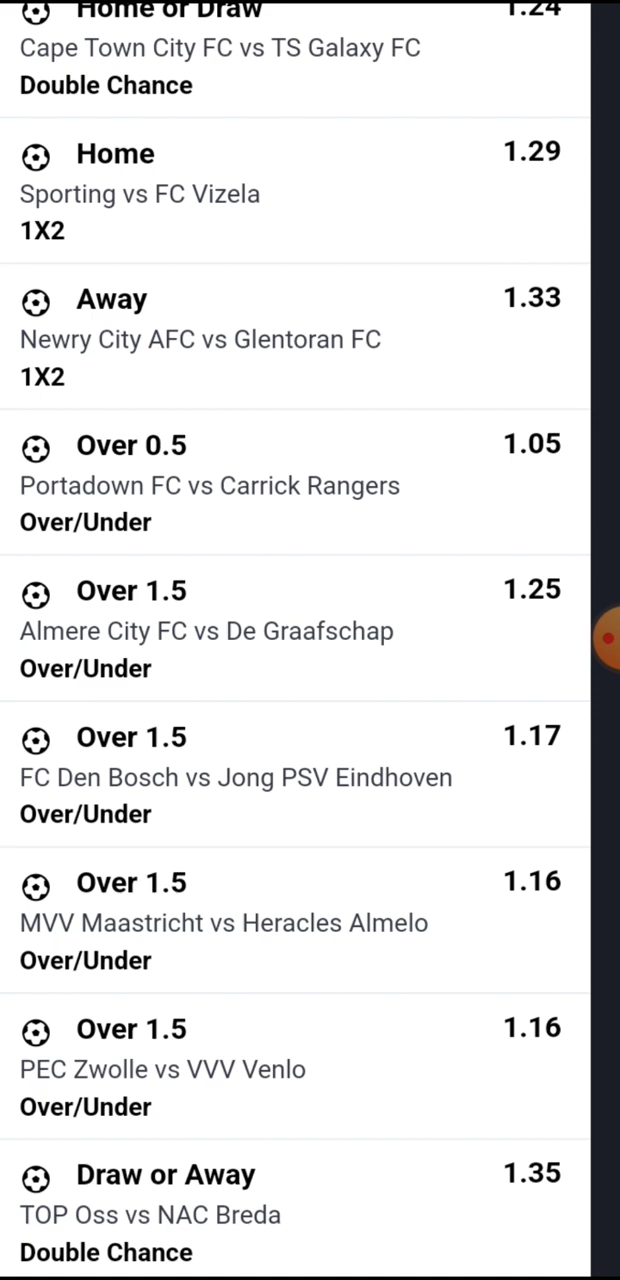 Home or Draw 1.24
Cape Town City FC vs TS Galaxy FC
Double Chance
Home 1.29
Sporting vs FC Vizela
1X2
Away 1.33
Newry City AFC vs Glentoran FC
1X2
Over 0.5 1.05
Portadown FC vs Carrick Rangers
Over/Under
Over 1.5 1.25
Almere City FC vs De Graafschap
Over/Under
Over 1.5 1.17
FC Den Bosch vs Jong PSV Eindhoven
Over/Under
Over 1.5 1.16
MVV Maastricht vs Heracles Almelo
Over/Under
Over 1.5 1.16
PEC Zwolle vs VVV Venlo
Over/Under
Draw or Away 1.35
TOP Oss vs NAC Breda
Double Chance